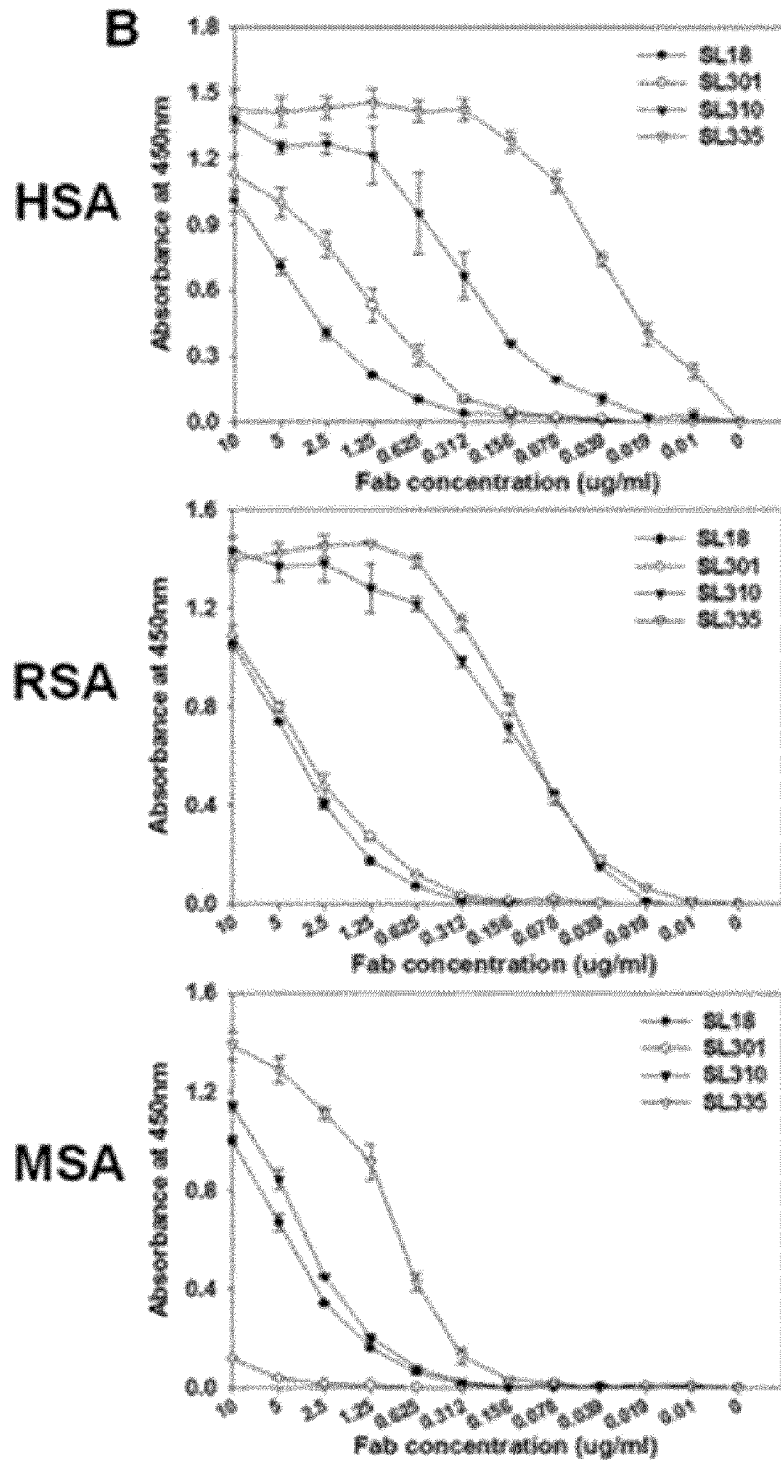 B
HSA
Absorbance at 450nm
1.8
1.5
1.2
0.9
0.6
0.3
0.0
SL18
SL301
SL310
SL335
10 5 2.5 1.25 0.625 0.312 0.156 0.078 0.039 0.019 0.01 0
Fab concentration (ug/ml)
RSA
Absorbance at 450nm
1.6
1.2
0.8
0.4
0.0
SL18
SL301
SL310
SL335
10 5 2.5 1.25 0.625 0.312 0.156 0.078 0.039 0.019 0.01 0
Fab concentration (ug/ml)
MSA
Absorbance at 450nm
1.6
1.2
0.8
0.4
0.0
SL18
SL301
SL310
SL335
10 5 2.5 1.25 0.625 0.312 0.156 0.078 0.039 0.019 0.01 0
Fab concentration (ug/ml)